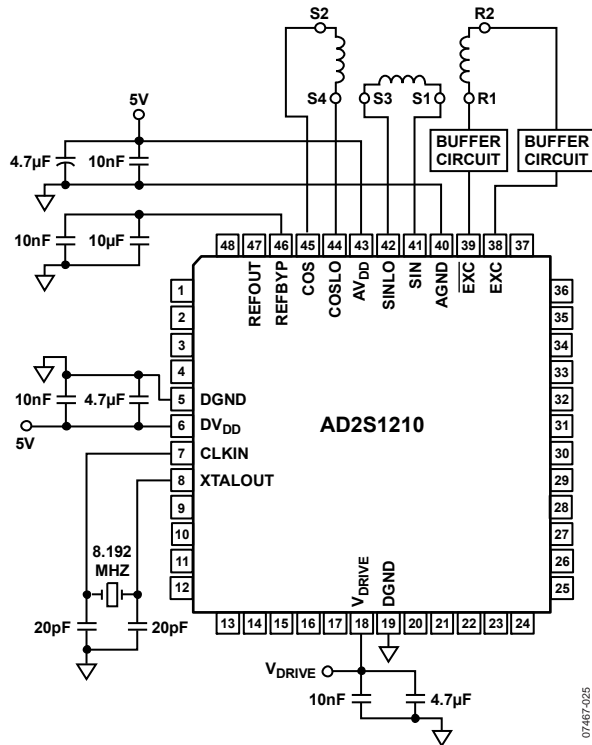 S2
R2
5V
S4
S3
S1
R1
4.7µF
10nF
BUFFER
CIRCUIT
BUFFER
CIRCUIT
10nF
10µF
48
47
46
45
44
43
42
41
40
39
38
37
REFOUT
REFBYP
COS
COSLO
AVDD
SINLO
SIN
AGND
EXC
EXC
1
2
3
4
5
6
7
8
9
10
11
12
36
35
34
33
32
31
30
29
28
27
26
25
10nF
4.7µF
5V
DGND
DVDD
CLKIN
XTALOUT
AD2S1210
8.192
MHZ
20pF
20pF
VDRIVE
DGND
13
14
15
16
17
18
19
20
21
22
23
24
VDRIVE
10nF
4.7µF
07467-025